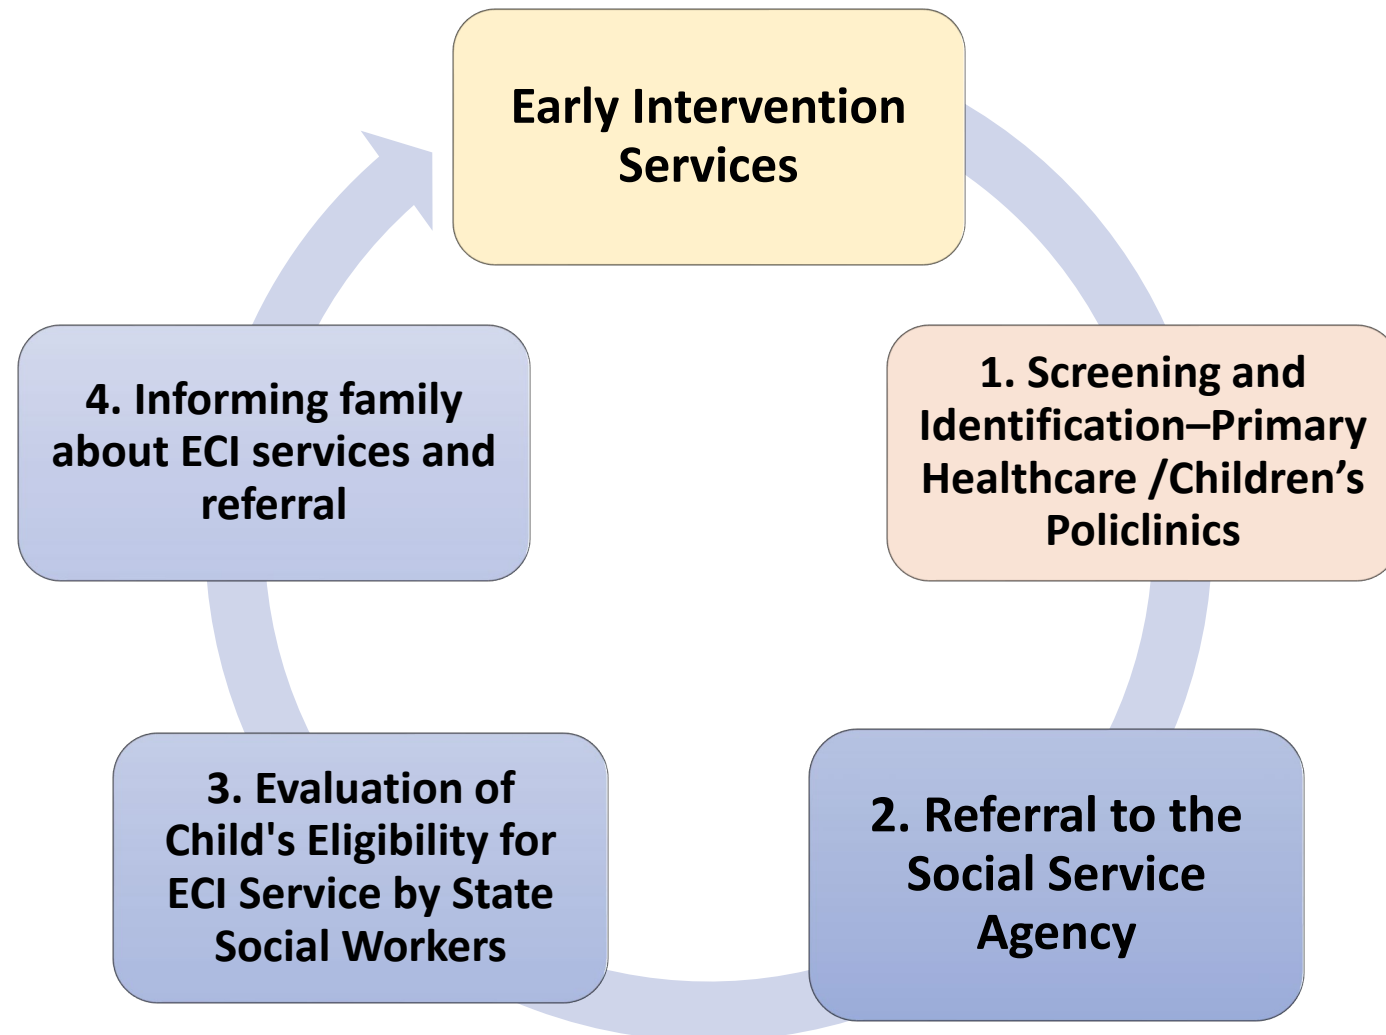 Early Intervention
Services
1. Screening and
Identification–Primary
Healthcare /Children’s
Policlinics
2. Referral to the
Social Service
Agency
3. Evaluation of
Child's Eligibility for
ECI Service by State
Social Workers
4. Informing family
about ECI services and
referral